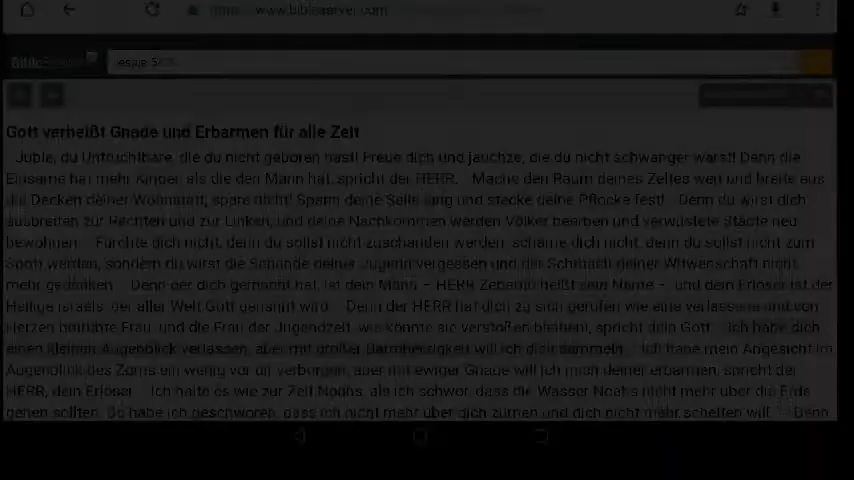 www.bibleserver.com
BibleServer
Jesaja 54
Gott verheißt Gnade und Erbarmen für alle Zeit
Juble, du Unfruchtbare, die du nicht geboren hast! Freue dich und jauchze, die du nicht schwanger warst! Denn die
Einsame hat mehr Kinder, als die den Mann hat, spricht der HERR. Mache den Raum deines Zeltes weit und breite aus
die Decken deiner Wohnstatt; spare nicht! Spann deine Seile lang und stecke deine Pflöcke fest! Denn du wirst dich
ausbreiten zur Rechten und zur Linken, und deine Nachkommen werden Völker beerben und verwüstete Städte neu
bewohnen. Fürchte dich nicht, denn du sollst nicht zuschanden werden; schäme dich nicht, denn du sollst nicht zum
Spott werden, sondern du wirst die Schande deiner Jugend vergessen und der Schmach deiner Witwenschaft nicht
mehr gedenken. Denn der dich gemacht hat, ist dein Mann – HERR Zebaoth heißt sein Name –, und dein Erlöser ist der
Heilige Israels, der aller Welt Gott genannt wird. Denn der HERR hat dich zu sich gerufen wie eine verlassene und von
Herzen betrübte Frau; und die Frau der Jugendzeit, wie könnte sie verstoßen bleiben!, spricht dein Gott. Ich habe dich
einen kleinen Augenblick verlassen, aber mit großer Barmherzigkeit will ich dich sammeln. Ich habe mein Angesicht im
Augenblick des Zorns ein wenig vor dir verborgen, aber mit ewiger Gnade will ich mich deiner erbarmen, spricht der
HERR, dein Erlöser. Ich halte es wie zur Zeit Noahs, als ich schwor, dass die Wasser Noahs nicht mehr über die Erde
gehen sollten. So habe ich geschworen, dass ich nicht mehr über dich zürnen und dich nicht mehr schelten will. Denn